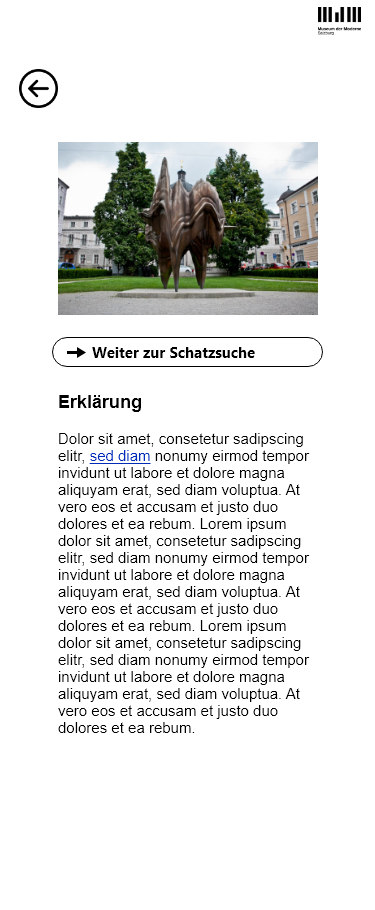 Museum der Moderne
Salzburg
Weiter zur Schatzsuche
Erklärung
Dolor sit amet, consetetur sadipscing
elitr, sed diam nonumy eirmod tempor
invidunt ut labore et dolore magna
aliquyam erat, sed diam voluptua. At
vero eos et accusam et justo duo
dolores et ea rebum. Lorem ipsum
dolor sit amet, consetetur sadipscing
elitr, sed diam nonumy eirmod tempor
invidunt ut labore et dolore magna
aliquyam erat, sed diam voluptua. At
vero eos et accusam et justo duo
dolores et ea rebum. Lorem ipsum
dolor sit amet, consetetur sadipscing
elitr, sed diam nonumy eirmod tempor
invidunt ut labore et dolore magna
aliquyam erat, sed diam voluptua. At
vero eos et accusam et justo duo
dolores et ea rebum.